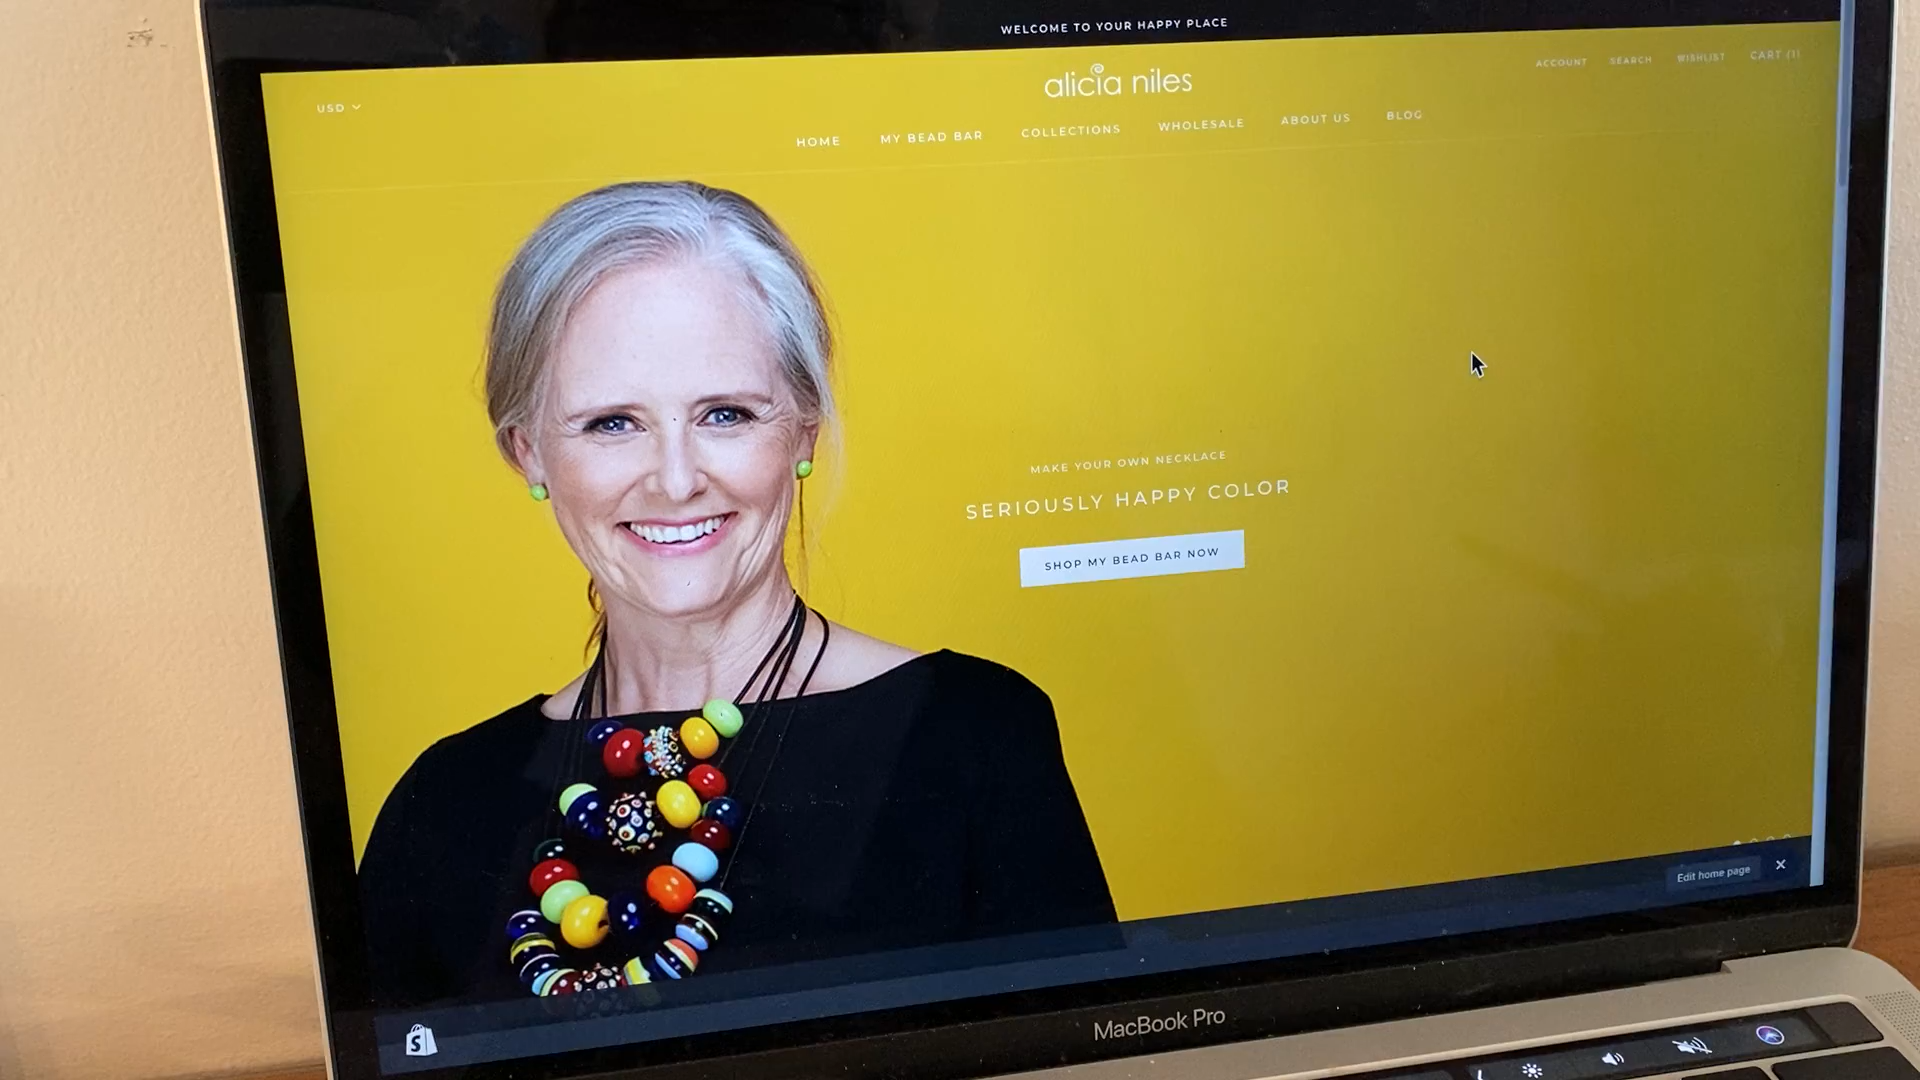 WELCOME TO YOUR HAPPY PLACE
USD
alicia niles
ACCOUNT SEARCH WISHLIST CART (1)
HOME MY BEAD BAR COLLECTIONS WHOLESALE ABOUT US BLOG
MAKE YOUR OWN NECKLACE
SERIOUSLY HAPPY COLOR
SHOP MY BEAD BAR NOW
Edit home page
S
MacBook Pro